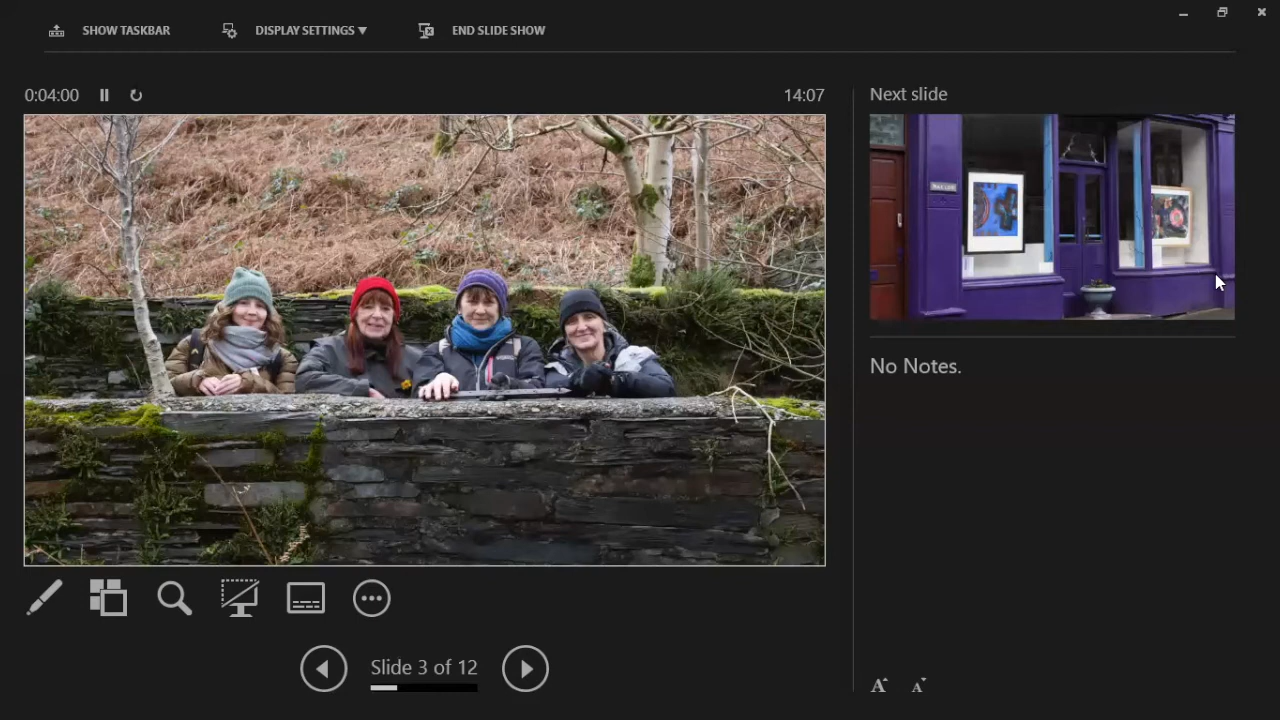 SHOW TASKBAR
DISPLAY SETTINGS ▼
END SLIDE SHOW
0:04:00
14:07
Next slide
No Notes.
Slide 3 of 12
A
A